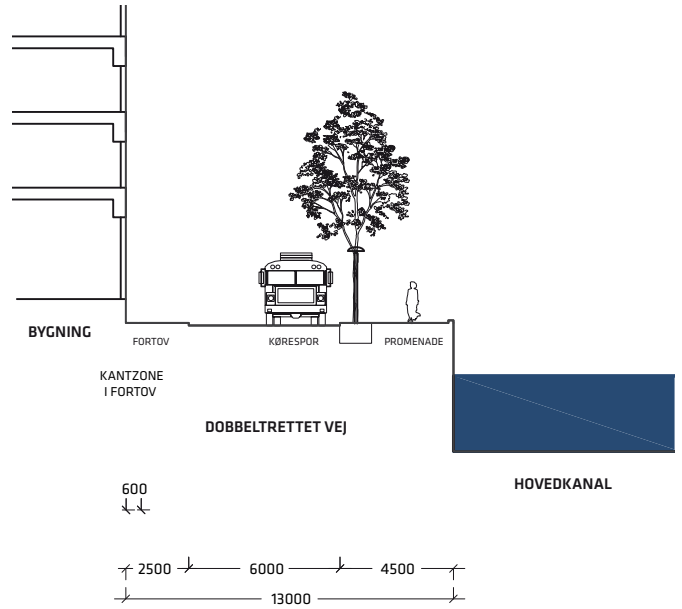 BYGNING
FORTOV
KØRESPOR
PROMENADE
KANTZONE
I FORTOV
DOBBELTRETTET VEJ
HOVEDKANAL
600
2500 6000 4500
13000